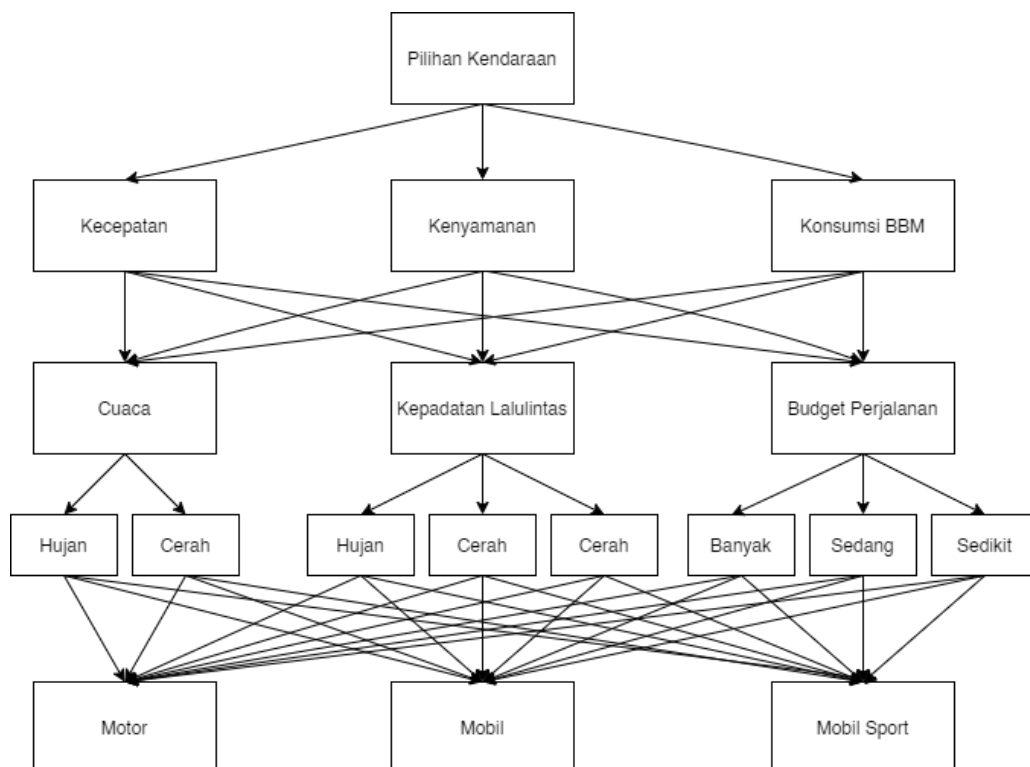 Pilihan Kendaraan
Kecepatan
Kenyamanan
Konsumsi BBM
Cuaca
Kepadatan Lalulintas
Budget Perjalanan
Hujan
Cerah
Hujan
Cerah
Cerah
Banyak
Sedang
Sedikit
Motor
Mobil
Mobil Sport